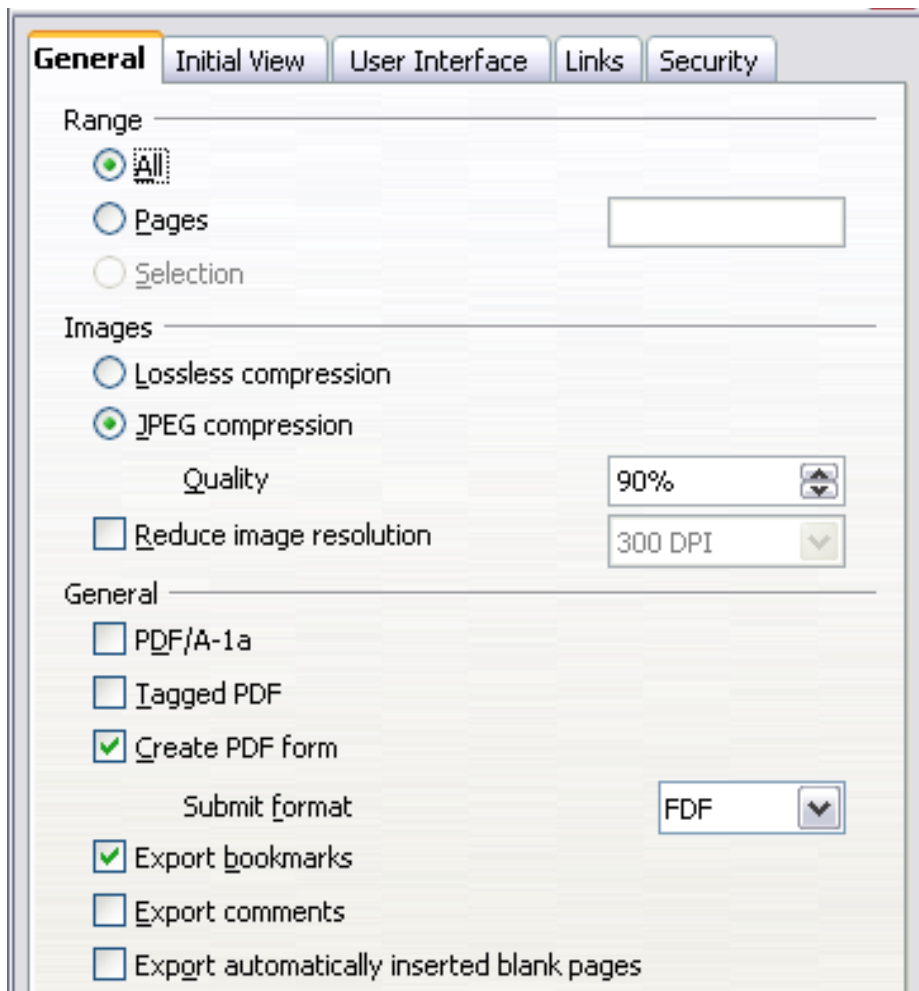 General Initial View User Interface Links Security
Range
All
Pages
Selection
Images
Lossless compression
JPEG compression
Quality 90%
Reduce image resolution 300 DPI
General
PDF/A-1a
Tagged PDF
Create PDF form
Submit format FDF
Export bookmarks
Export comments
Export automatically inserted blank pages